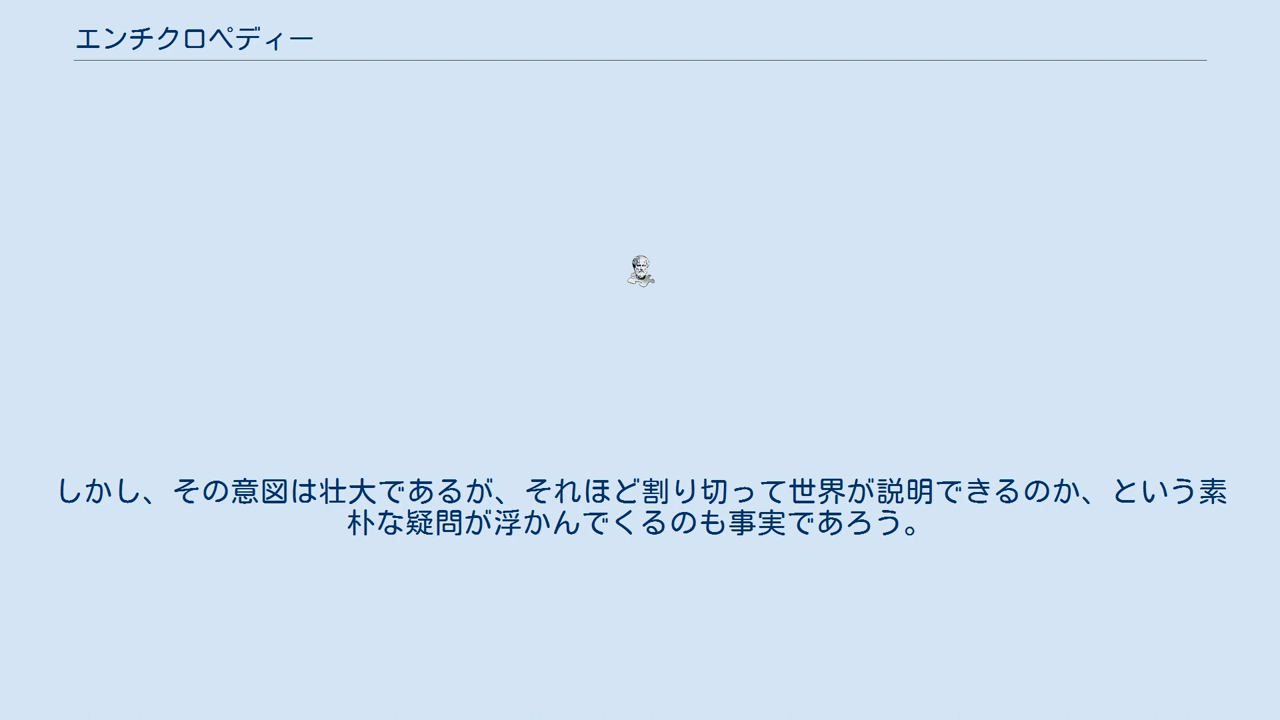 エンチクロペディー
しかし、その意図は壮大であるが、それほど割り切って世界が説明できるのか、という素
朴な疑問が浮かんでくるのも事実であろう。